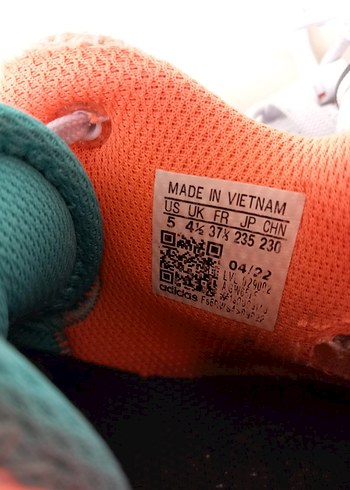 MADE IN VIETNAM
US UK FR JP CHN
5 4½ 37⅓ 235 230
04/22
adidas